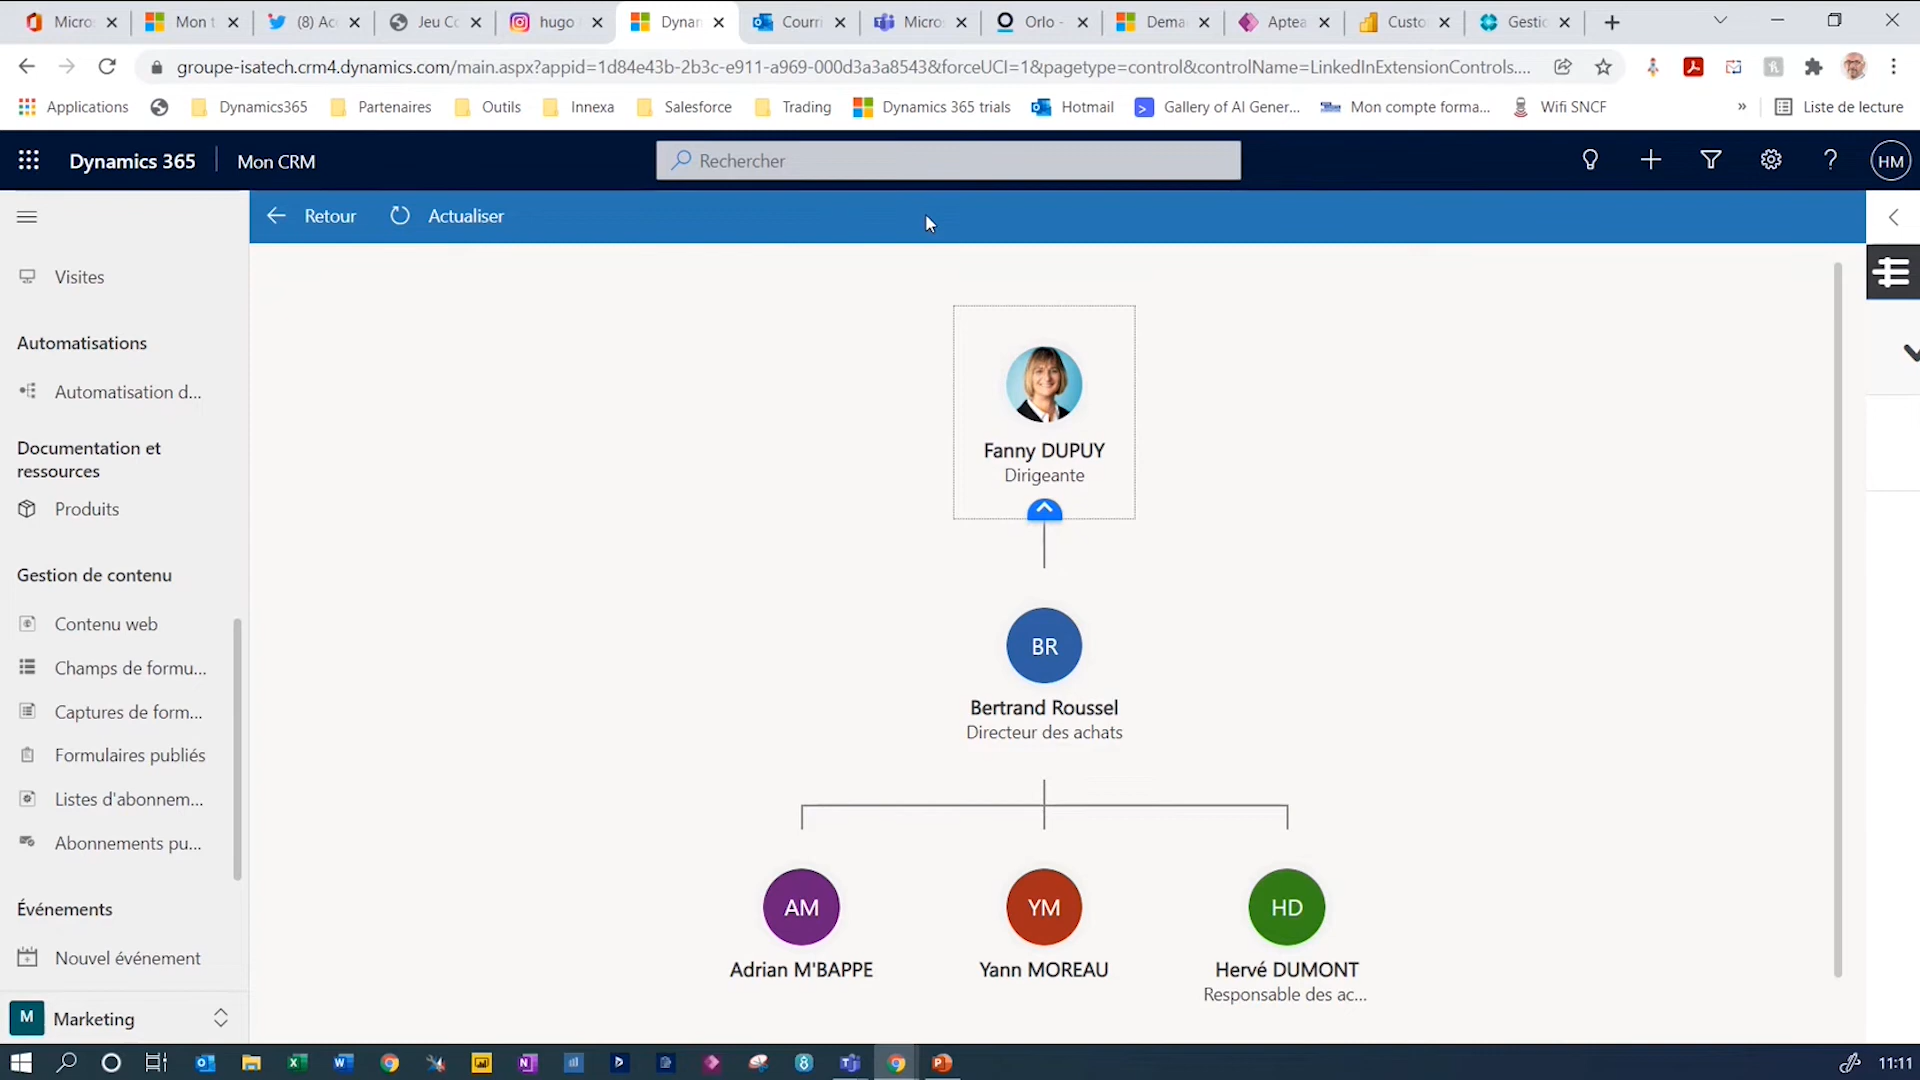 Micros
Mon t
(8) Acc
Jeu Co
hugo
Dynan
Courri
Micros
Orlo -
Dema
Aptea
Custo
Gestic
groupe-isatech.crm4.dynamics.com/main.aspx?appid=1d84e43b-2b3c-e911-a969-000d3a3a8543&forceUCI=1&pagetype=control&controlName=LinkedInExtensionControls....
Applications
Dynamics365
Partenaires
Outils
Innexa
Salesforce
Trading
Dynamics 365 trials
Hotmail
Gallery of AI Gener...
Mon compte forma...
Wifi SNCF
»
Liste de lecture
Dynamics 365
Mon CRM
Rechercher
HM
Retour
Actualiser
Visites
Automatisations
Automatisation d...
Documentation et
ressources
Produits
Gestion de contenu
Contenu web
Champs de formu...
Captures de form...
Formulaires publiés
Listes d'abonnem...
Abonnements pu...
Événements
Nouvel événement
M
Marketing
Fanny DUPUY
Dirigeante
BR
Bertrand Roussel
Directeur des achats
AM
YM
HD
Adrian M'BAPPE
Yann MOREAU
Hervé DUMONT
Responsable des ac...
11:11